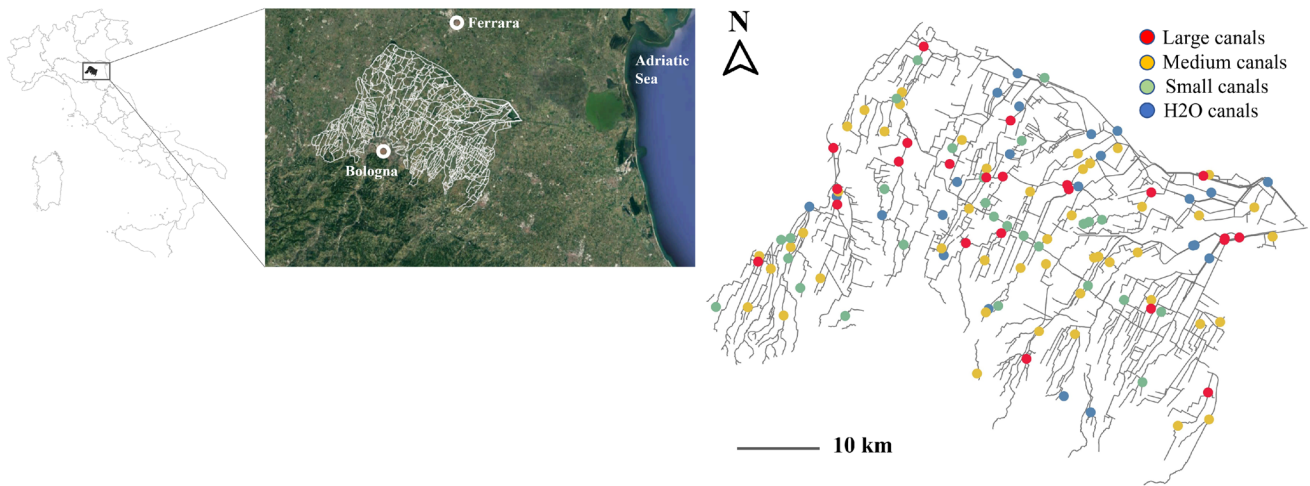 Ferrara
Adriatic
Sea
Bologna
N
Large canals
Medium canals
Small canals
H2O canals
10 km